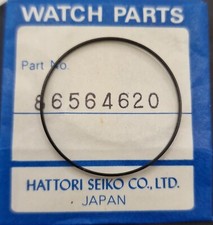 WATCH PARTS
Part No.
86564620
HATTORI SEIKO CO., LTD.
JAPAN